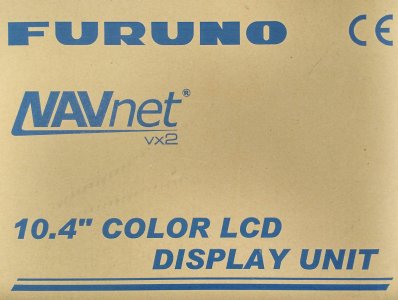 FURUNO CE
NAVnet®
vx2
10.4" COLOR LCD
DISPLAY UNIT